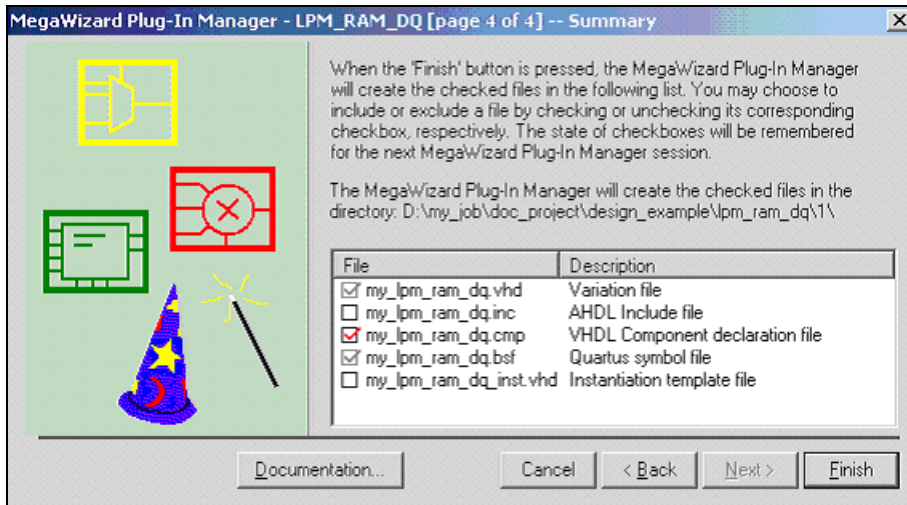 MegaWizard Plug-In Manager - LPM_RAM_DQ [page 4 of 4] -- Summary
When the 'Finish' button is pressed, the MegaWizard Plug-In Manager
will create the checked files in the following list. You may choose to
include or exclude a file by checking or unchecking its corresponding
checkbox, respectively. The state of checkboxes will be remembered
for the next MegaWizard Plug-In Manager session.
The MegaWizard Plug-In Manager will create the checked files in the
directory: D:\my_job\doc_project\design_example\lpm_ram_dq\1\
File Description
my_lpm_ram_dq.vhd Variation file
my_lpm_ram_dq.inc AHDL Include file
my_lpm_ram_dq.cmp VHDL Component declaration file
my_lpm_ram_dq.bsf Quartus symbol file
my_lpm_ram_dq_inst.vhd Instantiation template file
Documentation... Cancel < Back Next > Finish